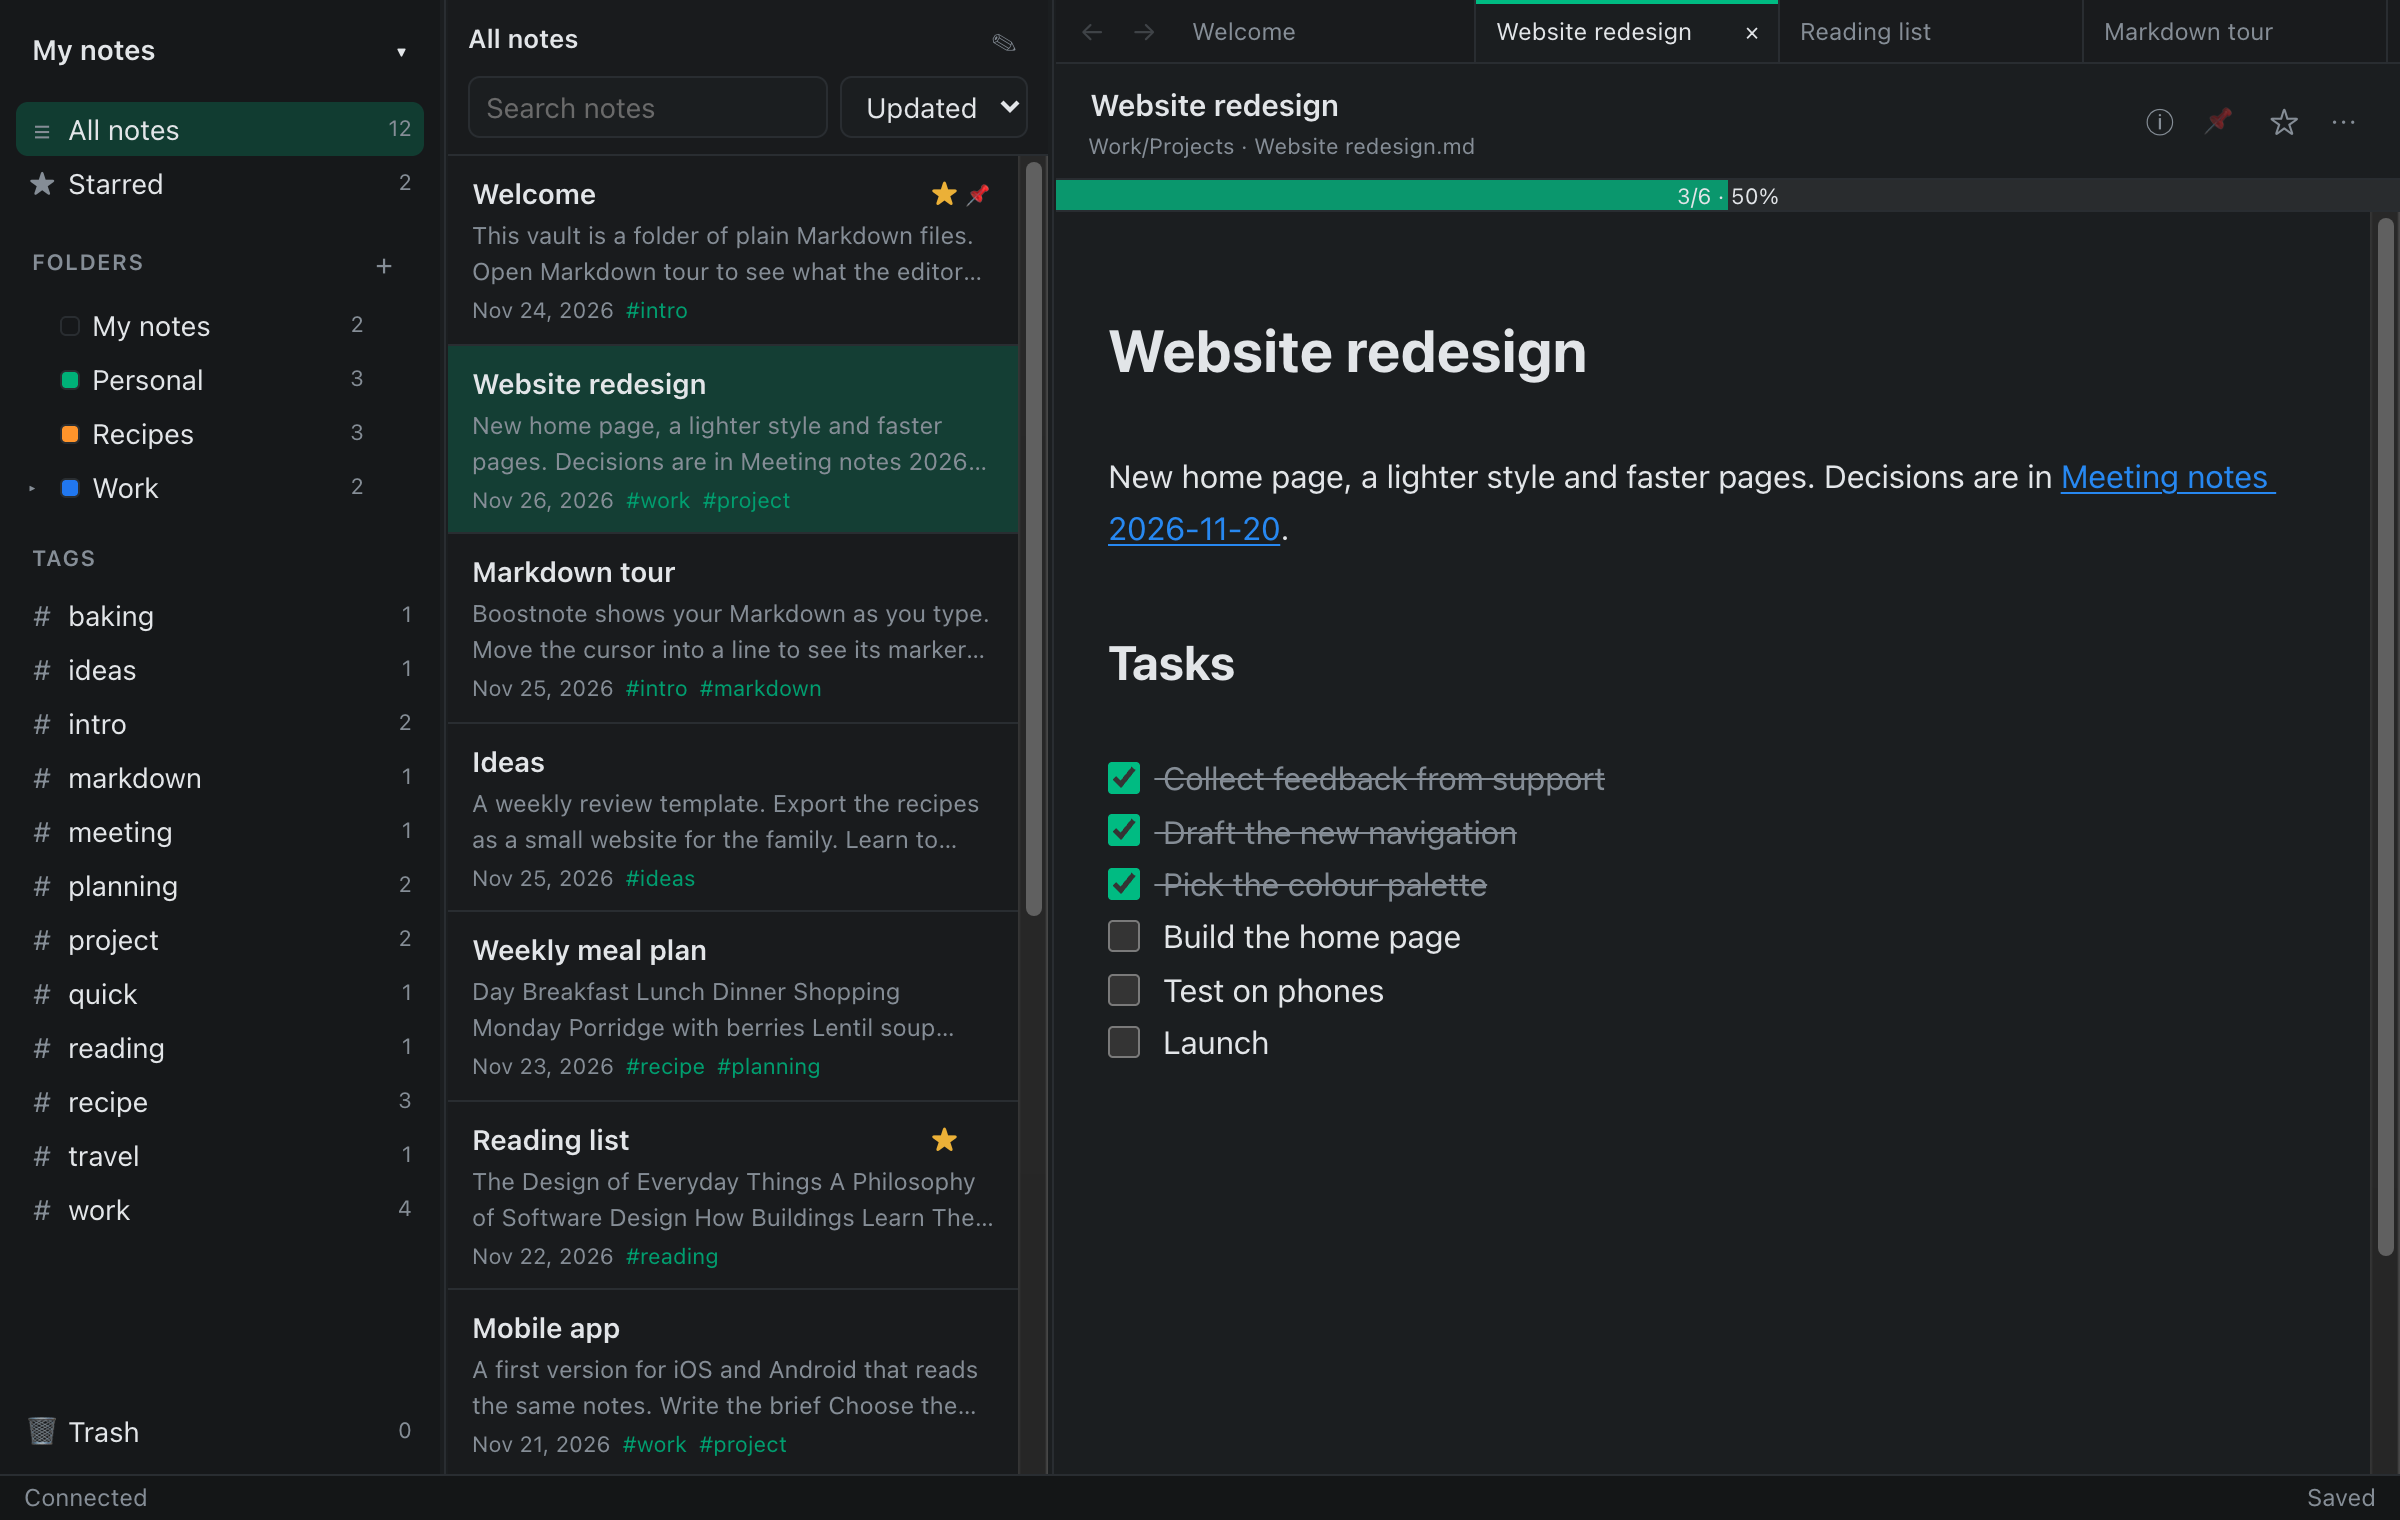 My notes
All notes 12
Starred 2
FOLDERS
My notes 2
Personal 3
Recipes 3
Work 2
TAGS
# baking 1
# ideas 1
# intro 2
# markdown 1
# meeting 1
# planning 2
# project 2
# quick 1
# reading 1
# recipe 3
# travel 1
# work 4
Trash 0
All notes
Search notes
Updated
Welcome
This vault is a folder of plain Markdown files.
Open Markdown tour to see what the editor...
Nov 24, 2026 #intro
Website redesign
New home page, a lighter style and faster
pages. Decisions are in Meeting notes 2026...
Nov 26, 2026 #work #project
Markdown tour
Boostnote shows your Markdown as you type.
Move the cursor into a line to see its marker...
Nov 25, 2026 #intro #markdown
Ideas
A weekly review template. Export the recipes
as a small website for the family. Learn to...
Nov 25, 2026 #ideas
Weekly meal plan
Day Breakfast Lunch Dinner Shopping
Monday Porridge with berries Lentil soup...
Nov 23, 2026 #recipe #planning
Reading list
The Design of Everyday Things A Philosophy
of Software Design How Buildings Learn The...
Nov 22, 2026 #reading
Mobile app
A first version for iOS and Android that reads
the same notes. Write the brief Choose the...
Nov 21, 2026 #work #project
Welcome
Website redesign ×
Reading list
Markdown tour
Website redesign
Work/Projects · Website redesign.md
3/6 · 50%
Website redesign
New home page, a lighter style and faster pages. Decisions are in Meeting notes
2026-11-20.
Tasks
Collect feedback from support
Draft the new navigation
Pick the colour palette
Build the home page
Test on phones
Launch
Connected
Saved